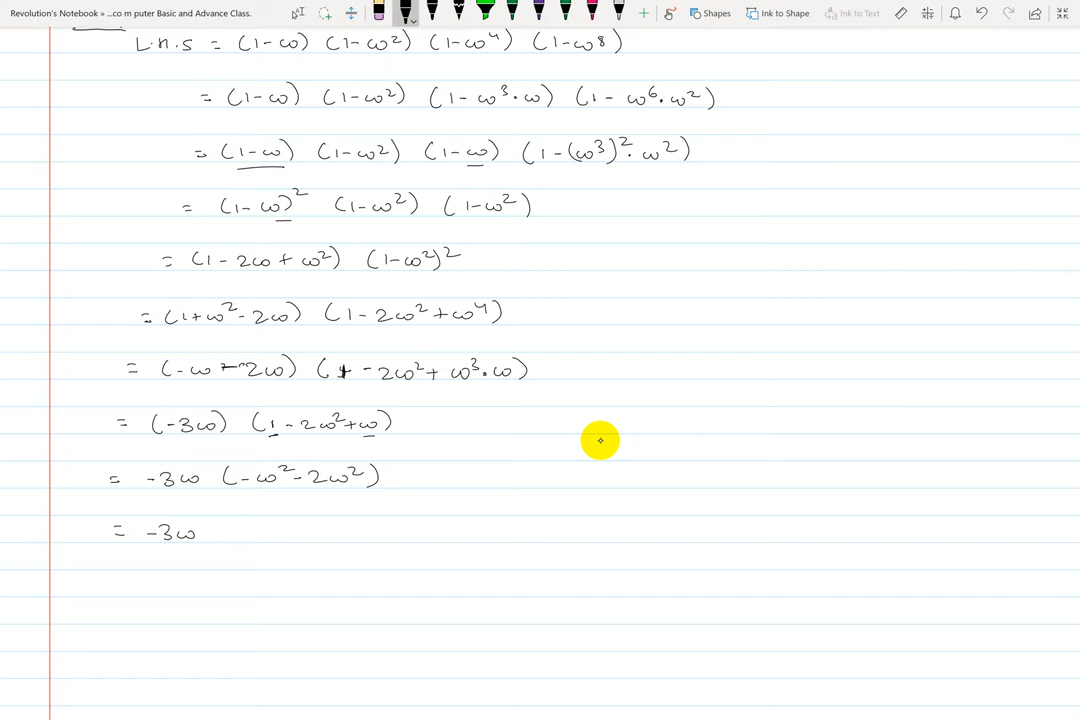 Revolution's Notebook » ...co m puter Basic and Advance Class.
Shapes
Ink to Shape
Ink to Text
L.h.s = (1-ω) (1-ω²) (1-ω⁴) (1-ω8)
= (1-ω) (1-ω²) (1-ω³·ω) (1-ω⁶·ω²)
= (1-ω) (1-ω²) (1-ω) (1-(ω³)²·ω²)
= (1-ω)² (1-ω²) (1-ω²)
= (1-2ω+ω²) (1-ω²)²
= (1+ω²-2ω) (1-2ω²+ω⁴)
= (-ω-2ω) (1-2ω²+ω³·ω)
= (-3ω) (1-2ω²+ω)
= -3ω (-ω²-2ω²)
= -3ω